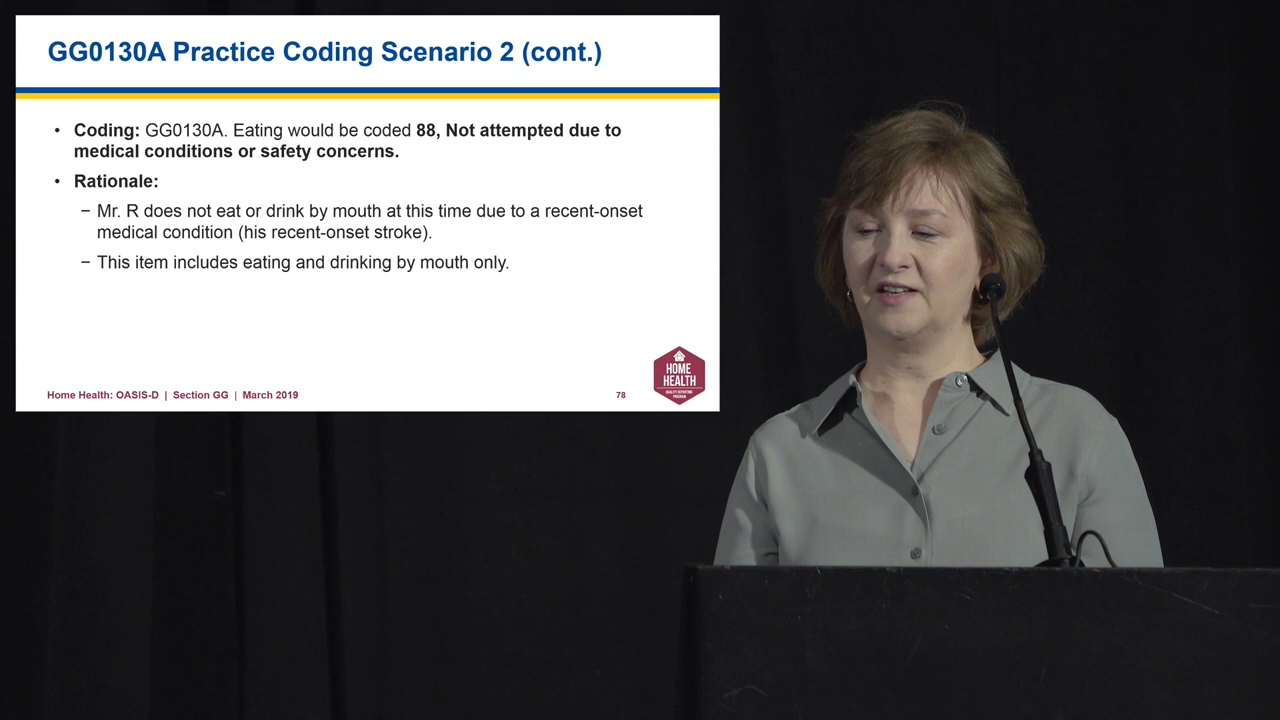 GG0130A Practice Coding Scenario 2 (cont.)
• Coding: GG0130A. Eating would be coded 88, Not attempted due to
medical conditions or safety concerns.
• Rationale:
− Mr. R does not eat or drink by mouth at this time due to a recent-onset
medical condition (his recent-onset stroke).
− This item includes eating and drinking by mouth only.
Home Health: OASIS-D | Section GG | March 2019
78
HOME
HEALTH
QUALITY REPORTING
PROGRAM